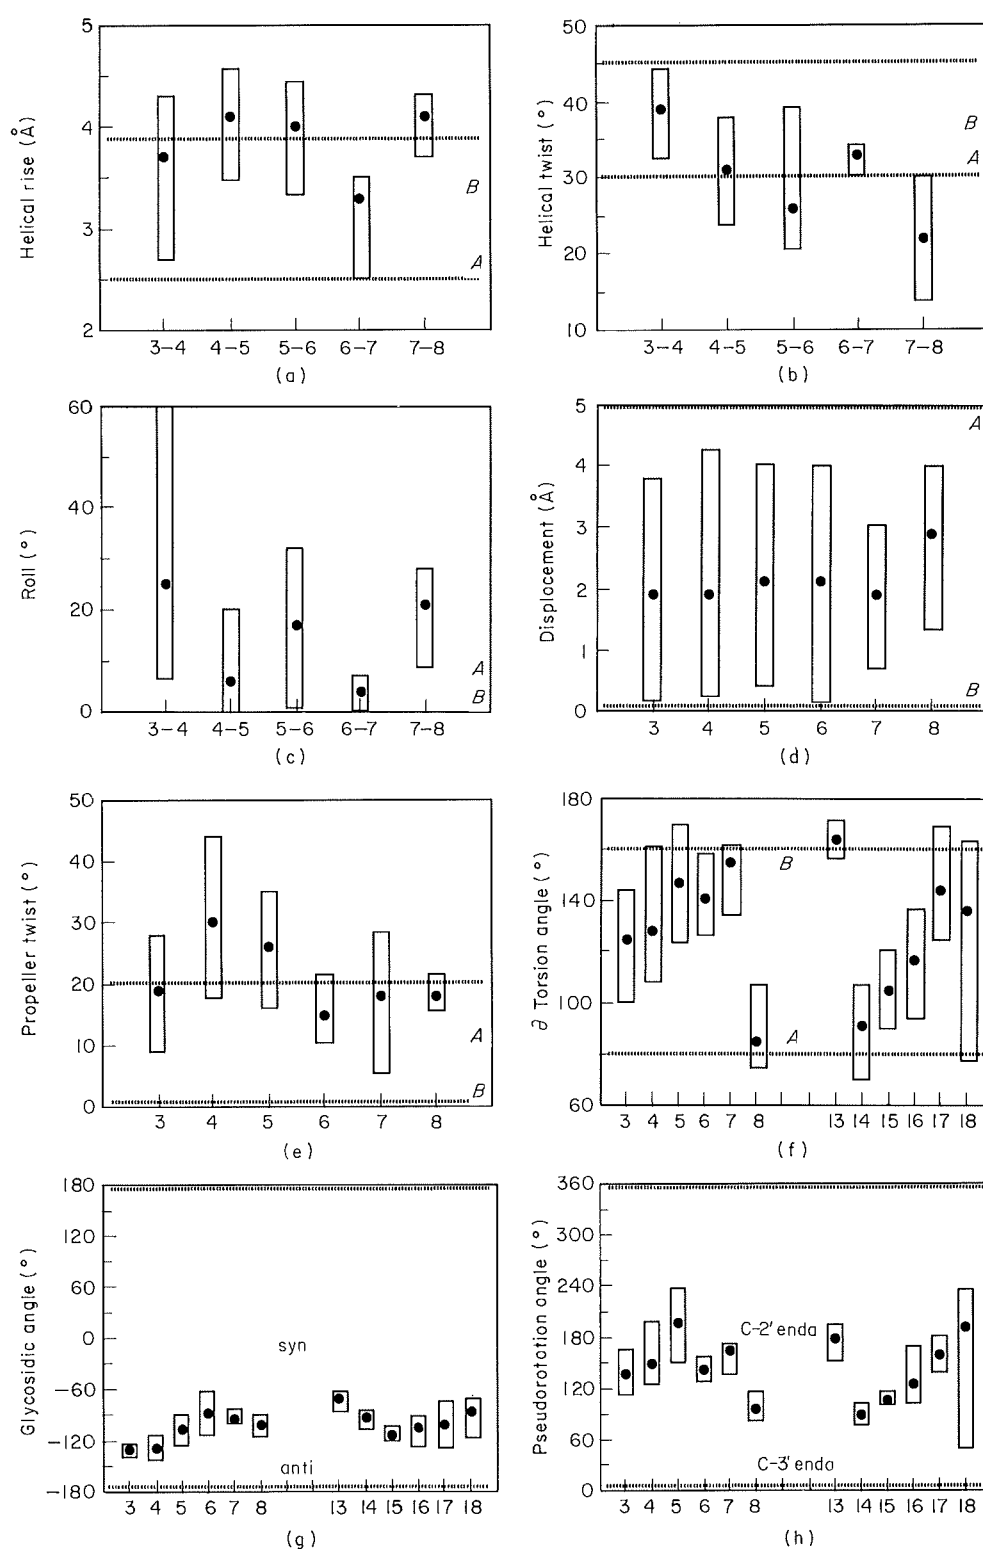 5
4
3
2
Helical rise (Å)
B
A
3-4 4-5 5-6 6-7 7-8
(a)
50
40
30
20
10
Helical twist (°)
B
A
3-4 4-5 5-6 6-7 7-8
(b)
60
40
20
0
Roll (°)
A
B
3-4 4-5 5-6 6-7 7-8
(c)
5
4
3
2
1
0
Displacement (Å)
A
B
3 4 5 6 7 8
(d)
50
40
30
20
10
0
Propeller twist (°)
A
B
3 4 5 6 7 8
(e)
180
140
100
60
∂ Torsion angle (°)
B
A
3 4 5 6 7 8 13 14 15 16 17 18
(f)
180
120
60
0
-60
-120
-180
Glycosidic angle (°)
syn
anti
3 4 5 6 7 8 13 14 15 16 17 18
(g)
360
300
240
180
120
60
0
Pseudorotation angle (°)
C-2' enda
C-3' enda
3 4 5 6 7 8 13 14 15 16 17 18
(h)